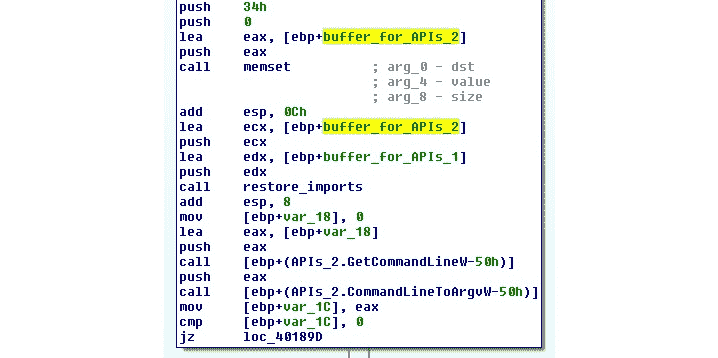 push 34h
push 0
lea eax, [ebp+buffer_for_APIs_2]
push eax
call memset ; arg_0 - dst
; arg_4 - value
; arg_8 - size
add esp, 0Ch
lea ecx, [ebp+buffer_for_APIs_2]
push ecx
lea edx, [ebp+buffer_for_APIs_1]
push edx
call restore_imports
add esp, 8
mov [ebp+var_18], 0
lea eax, [ebp+var_18]
push eax
call [ebp+(APIs_2.GetCommandLineW-50h)]
push eax
call [ebp+(APIs_2.CommandLineToArgvW-50h)]
mov [ebp+var_1C], eax
cmp [ebp+var_1C], 0
jz loc_40189D